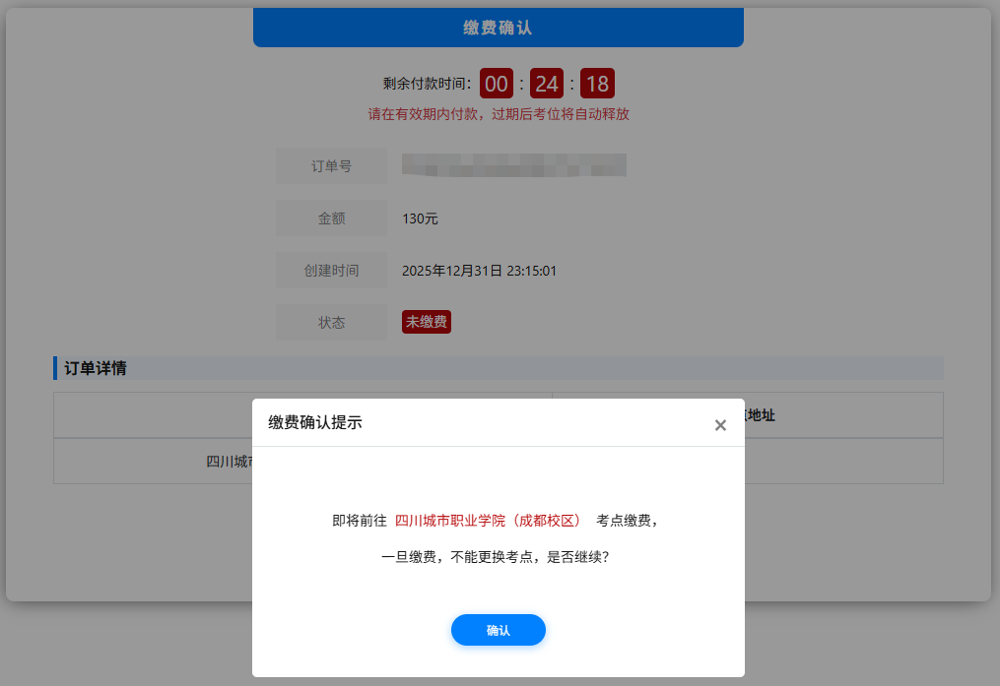 缴费确认
剩余付款时间：00 : 24 : 18
请在有效期内付款，过期后考位将自动释放
订单号
金额 130元
创建时间 2025年12月31日 23:15:01
状态 未缴费
订单详情
地址
四川城市
缴费确认提示 ×
即将前往 四川城市职业学院（成都校区） 考点缴费，
一旦缴费，不能更换考点，是否继续？
确认